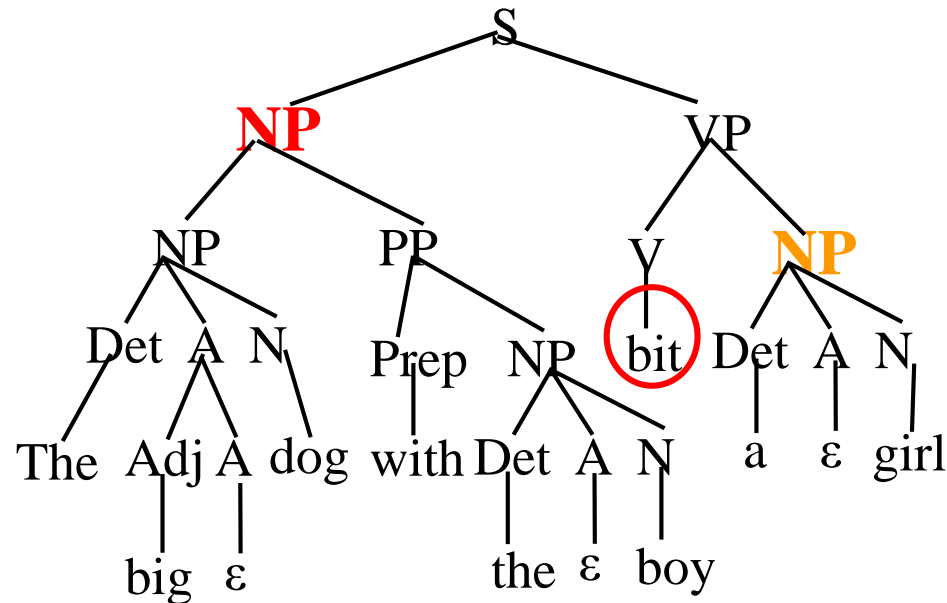 S
NP VP
NP PP V NP
Det A N Prep NP bit Det A N
The Adj A dog with Det A N a ε girl
big ε the ε boy